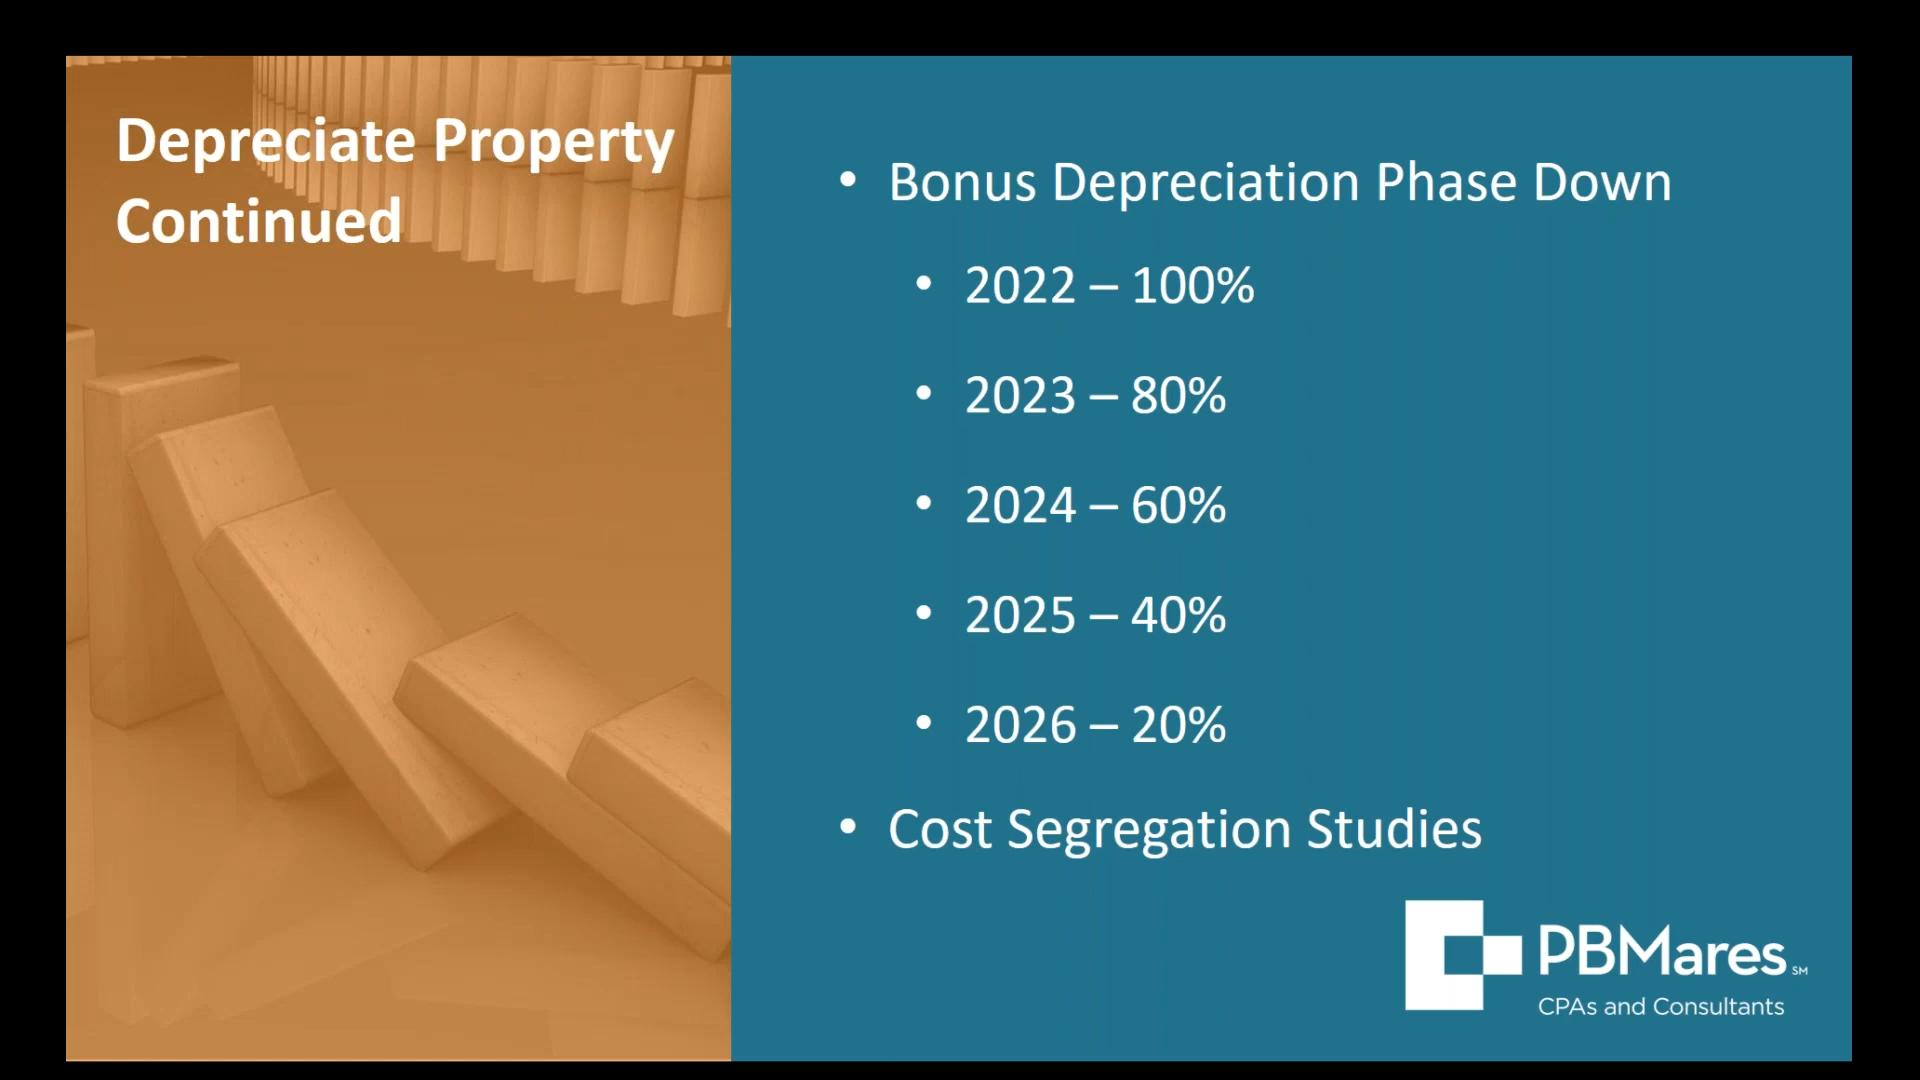 Depreciate Property
Continued
• Bonus Depreciation Phase Down
• 2022 – 100%
• 2023 – 80%
• 2024 – 60%
• 2025 – 40%
• 2026 – 20%
• Cost Segregation Studies
PBMares SM
CPAs and Consultants